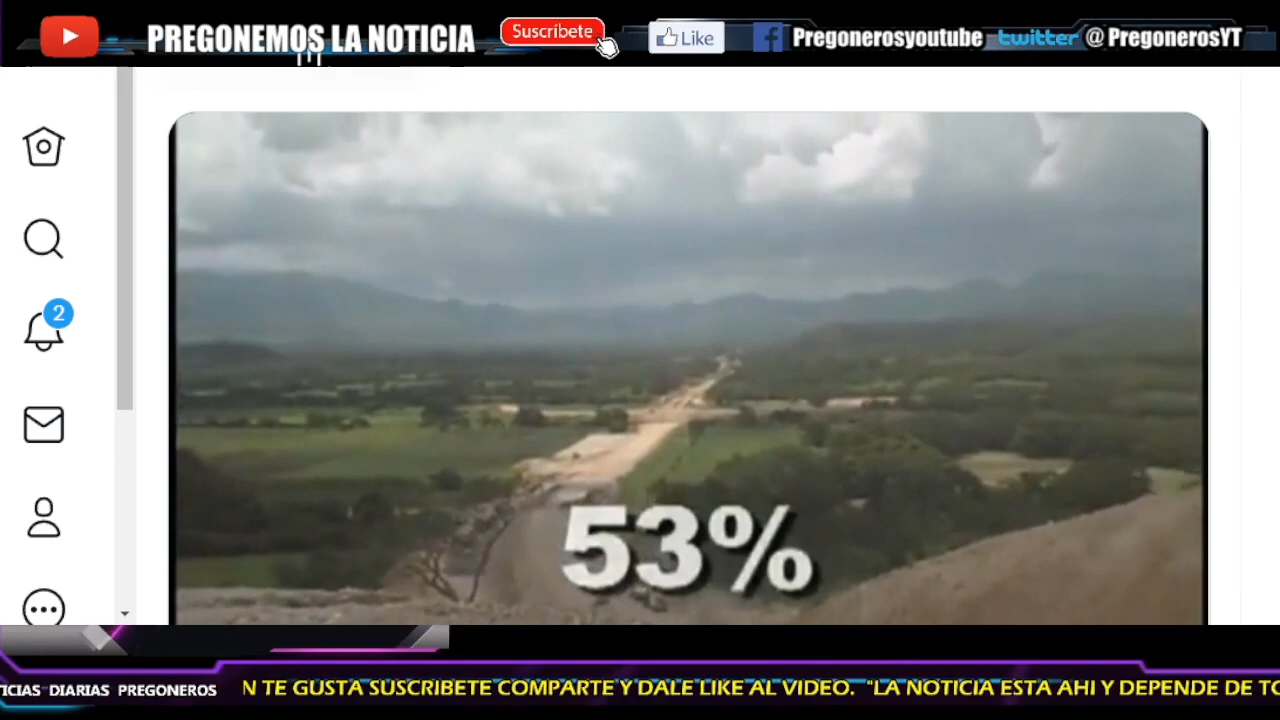 PREGONEMOS LA NOTICIA
Suscríbete
Like
Pregonerosyoutube
twitter @PregonerosYT
2
53%
ICIAS DIARIAS PREGONEROS
N TE GUSTA SUSCRIBETE COMPARTE Y DALE LIKE AL VIDEO. "LA NOTICIA ESTA AHI Y DEPENDE DE TO